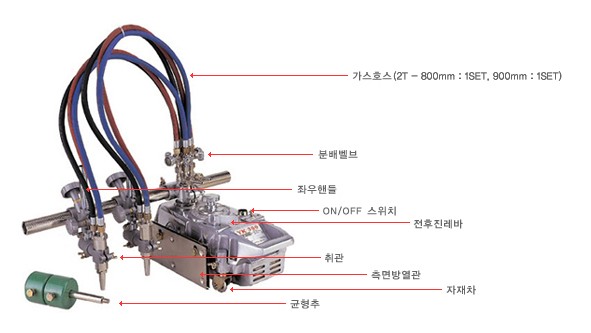 가스호스(2T - 800mm : 1SET, 900mm : 1SET)
분배벨브
좌우핸들
ON/OFF 스위치
전후진레바
취관
측면방열관
자재차
균형추